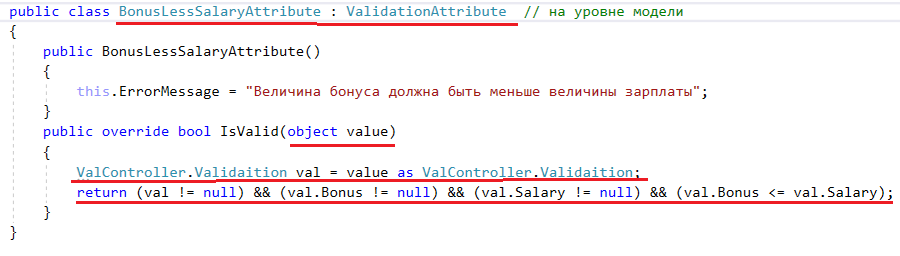 public class BonusLessSalaryAttribute : ValidationAttribute // на уровне модели
{
public BonusLessSalaryAttribute()
{
this.ErrorMessage = "Величина бонуса должна быть меньше величины зарплаты";
}
public override bool IsValid(object value)
{
ValController.Validaition val = value as ValController.Validaition;
return (val != null) && (val.Bonus != null) && (val.Salary != null) && (val.Bonus <= val.Salary);
}
}